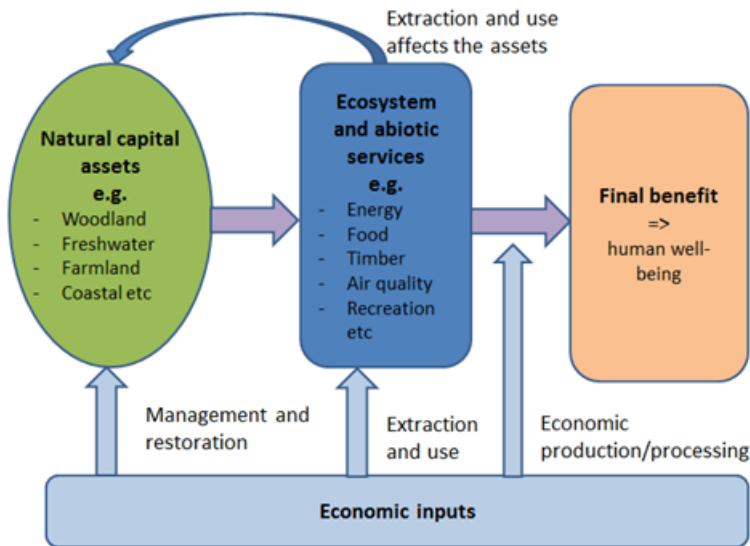 Extraction and use
affects the assets
Natural capital
assets
e.g.
- Woodland
- Freshwater
- Farmland
- Coastal etc
Ecosystem
and abiotic
services
e.g.
- Energy
- Food
- Timber
- Air quality
- Recreation
etc
Final benefit
=>
human well-
being
Management and
restoration
Extraction
and use
Economic
production/processing
Economic inputs